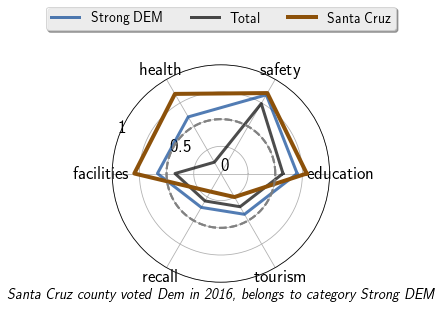 Strong DEM Total Santa Cruz
health safety
1
0.5
0
facilities education
recall tourism
Santa Cruz county voted Dem in 2016, belongs to category Strong DEM